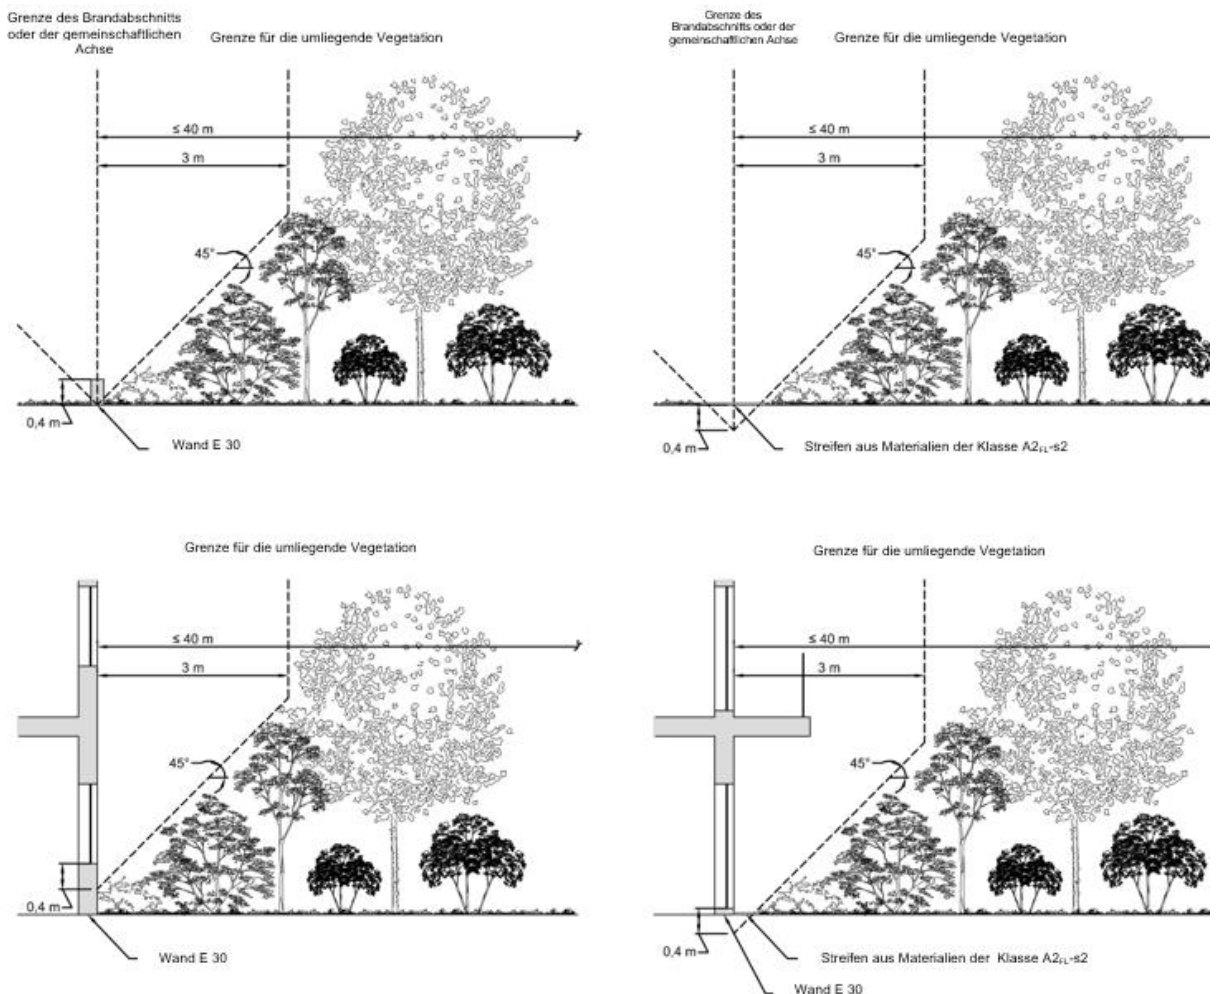 Grenze des Brandabschnitts
oder der gemeinschaftlichen
Achse
Grenze für die umliegende Vegetation
≤ 40 m
3 m
45°
0,4 m
Wand E 30
Grenze des
Brandabschnitts oder der
gemeinschaftlichen Achse
Grenze für die umliegende Vegetation
≤ 40 m
3 m
45°
0,4 m
Streifen aus Materialien der Klasse A2FL-s2
Grenze für die umliegende Vegetation
≤ 40 m
3 m
45°
0,4 m
Wand E 30
Grenze für die umliegende Vegetation
≤ 40 m
3 m
45°
0,4 m
Streifen aus Materialien der Klasse A2FL-s2
Wand E 30